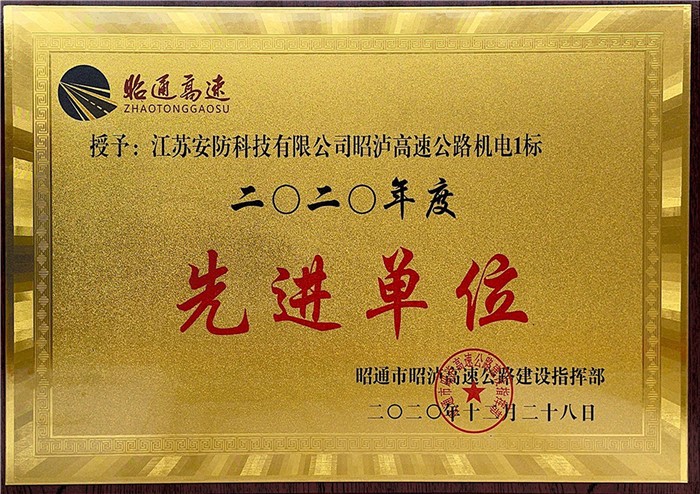 昭通高速
ZHAOTONGGAOSU
授予：江苏安防科技有限公司昭泸高速公路机电1标
二〇二〇年度
先进单位
昭通市昭泸高速公路建设指挥部
二〇二〇年十二月二十八日